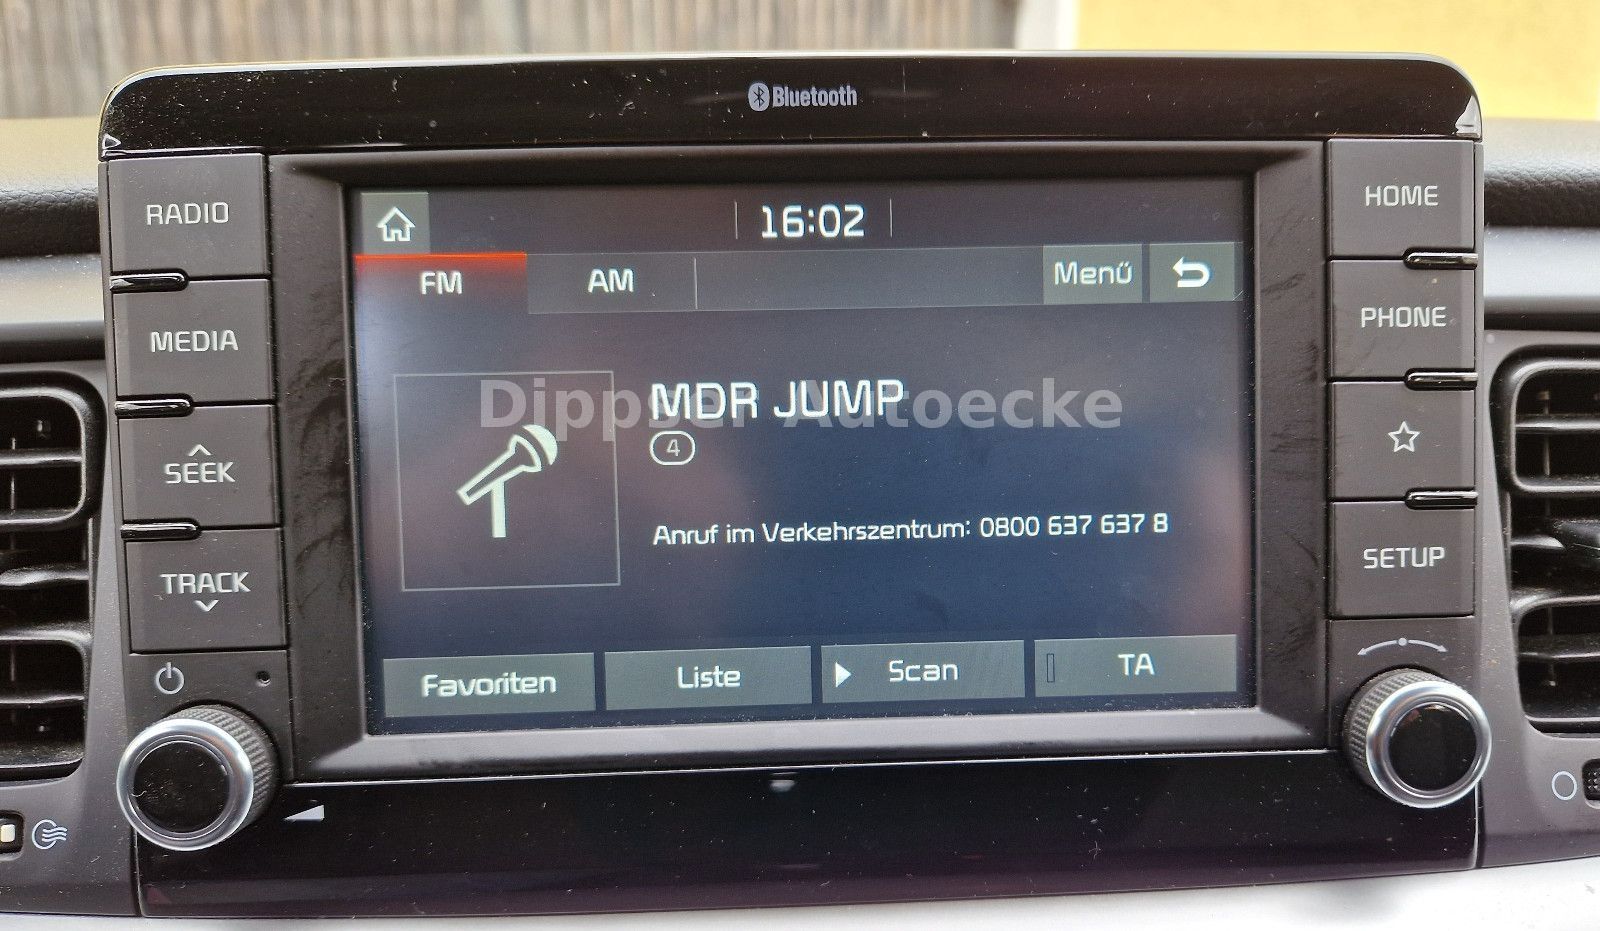 Bluetooth
RADIO
MEDIA
SEEK
TRACK
16:02
FM
AM
Menü
MDR JUMP
4
Anruf im Verkehrszentrum: 0800 637 637 8
Favoriten
Liste
Scan
TA
HOME
PHONE
SETUP
Dippser Autoecke